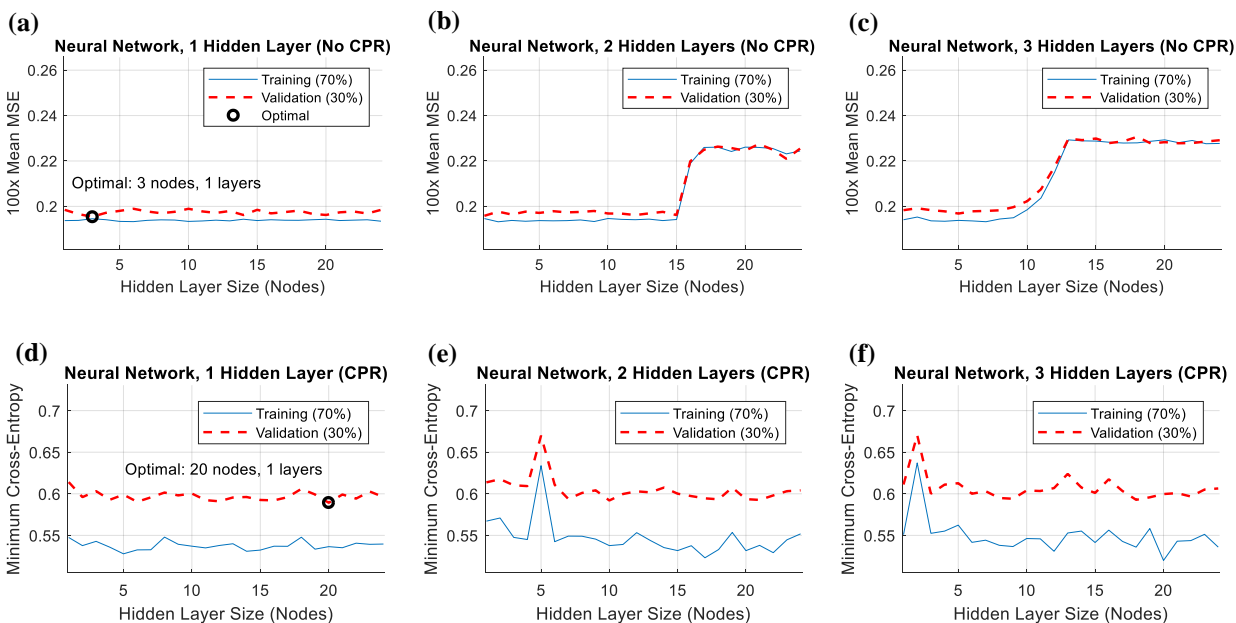 (a)
Neural Network, 1 Hidden Layer (No CPR)
0.26
0.24
0.22
0.2
100x Mean MSE
Training (70%)
Validation (30%)
Optimal
Optimal: 3 nodes, 1 layers
5 10 15 20
Hidden Layer Size (Nodes)
(b)
Neural Network, 2 Hidden Layers (No CPR)
0.26
0.24
0.22
0.2
100x Mean MSE
Training (70%)
Validation (30%)
5 10 15 20
Hidden Layer Size (Nodes)
(c)
Neural Network, 3 Hidden Layers (No CPR)
0.26
0.24
0.22
0.2
100x Mean MSE
Training (70%)
Validation (30%)
5 10 15 20
Hidden Layer Size (Nodes)
(d)
Neural Network, 1 Hidden Layer (CPR)
0.7
0.65
0.6
0.55
Minimum Cross-Entropy
Training (70%)
Validation (30%)
Optimal: 20 nodes, 1 layers
5 10 15 20
Hidden Layer Size (Nodes)
(e)
Neural Network, 2 Hidden Layers (CPR)
0.7
0.65
0.6
0.55
Minimum Cross-Entropy
Training (70%)
Validation (30%)
5 10 15 20
Hidden Layer Size (Nodes)
(f)
Neural Network, 3 Hidden Layers (CPR)
0.7
0.65
0.6
0.55
Minimum Cross-Entropy
Training (70%)
Validation (30%)
5 10 15 20
Hidden Layer Size (Nodes)